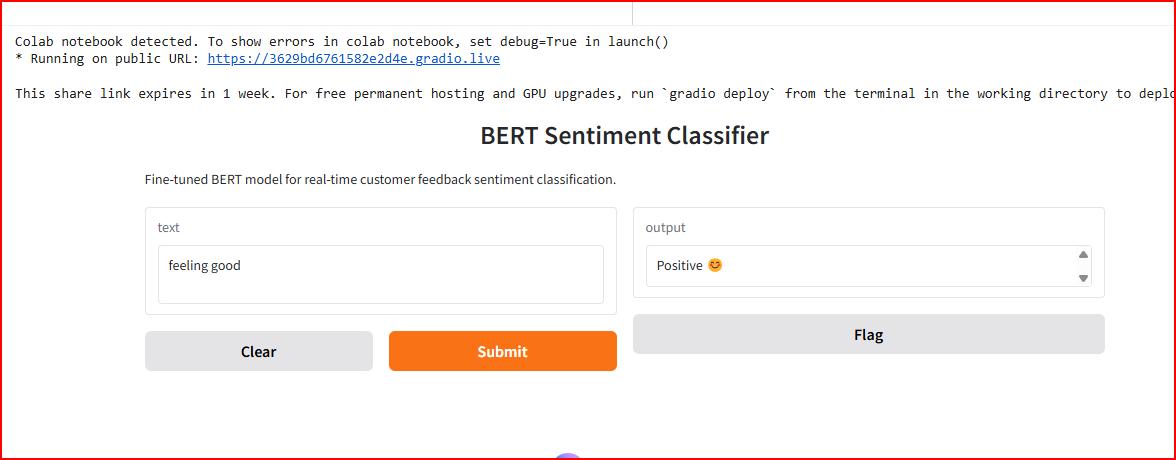 Colab notebook detected. To show errors in colab notebook, set debug=True in launch()
* Running on public URL: https://3629bd6761582e2d4e.gradio.live
This share link expires in 1 week. For free permanent hosting and GPU upgrades, run `gradio deploy` from the terminal in the working directory to deplo
BERT Sentiment Classifier
Fine-tuned BERT model for real-time customer feedback sentiment classification.
text
feeling good
output
Positive 😊
Clear
Submit
Flag